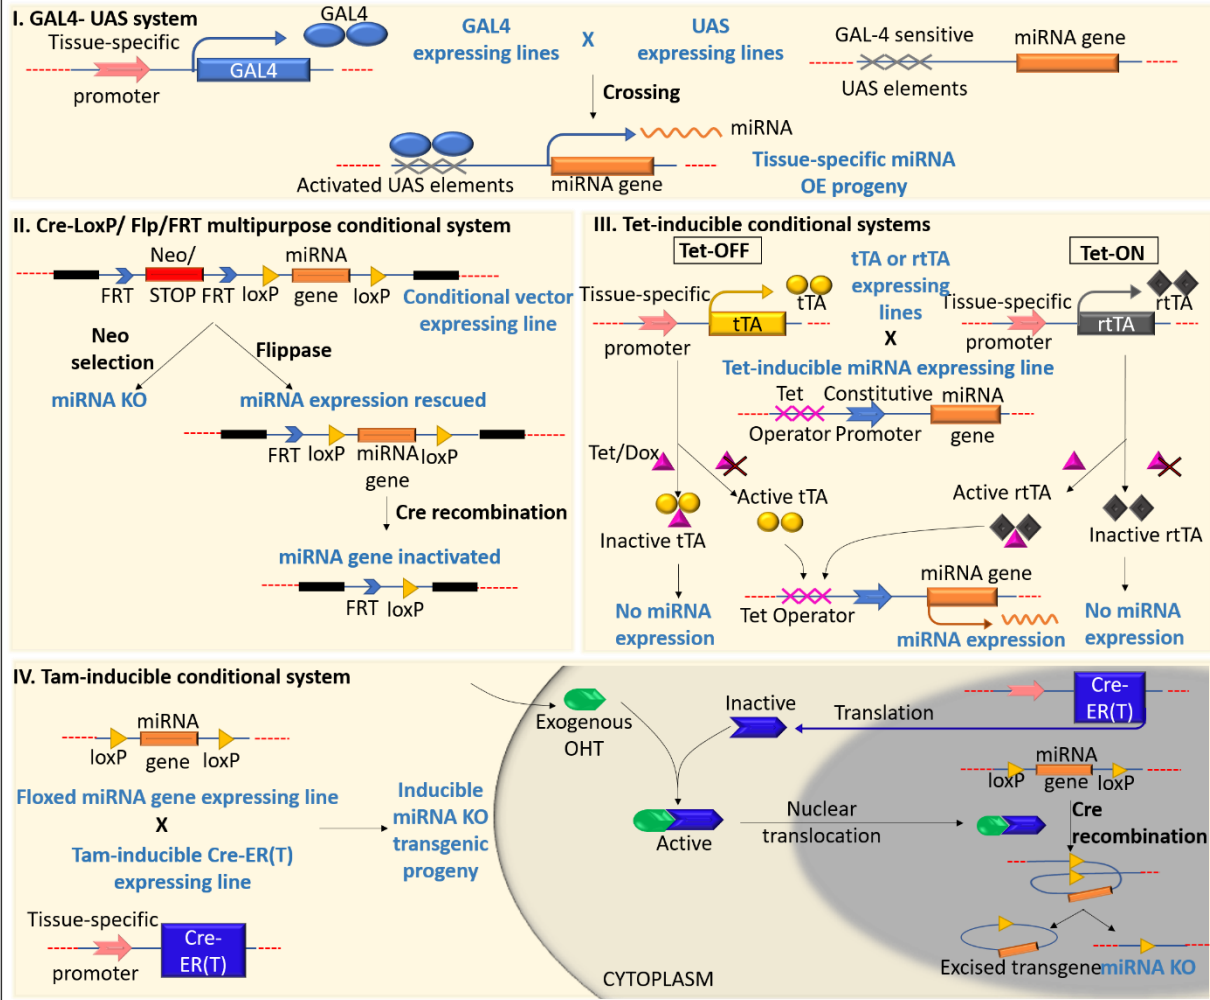 I. GAL4- UAS system
Tissue-specific
promoter
GAL4
GAL4
GAL4
expressing lines
X
UAS
expressing lines
GAL-4 sensitive
UAS elements
miRNA gene
Crossing
Activated UAS elements
miRNA gene
miRNA
Tissue-specific miRNA
OE progeny
II. Cre-LoxP/ Flp/FRT multipurpose conditional system
Neo/
STOP
miRNA
gene
FRT
FRT
loxP
loxP
Conditional vector
expressing line
Neo
selection
Flippase
miRNA KO
miRNA expression rescued
FRT
loxP
miRNA
gene
loxP
Cre recombination
miRNA gene inactivated
FRT
loxP
III. Tet-inducible conditional systems
Tet-OFF
Tissue-specific
promoter
tTA
tTA
tTA or rtTA
expressing
lines
X
Tet-ON
Tissue-specific
promoter
rtTA
rtTA
Tet-inducible miRNA expressing line
Tet
Operator
Constitutive
Promoter
miRNA
gene
Tet/Dox
Inactive tTA
Active tTA
Active rtTA
Inactive rtTA
No miRNA
expression
Tet Operator
miRNA gene
miRNA expression
No miRNA
expression
IV. Tam-inducible conditional system
miRNA
gene
loxP
loxP
Floxed miRNA gene expressing line
X
Tam-inducible Cre-ER(T)
expressing line
Tissue-specific
promoter
Cre-
ER(T)
Inducible
miRNA KO
transgenic
progeny
Exogenous
OHT
Inactive
Translation
Cre-
ER(T)
Active
Nuclear
translocation
loxP
miRNA
gene
loxP
Cre
recombination
Excised transgene
miRNA KO
CYTOPLASM